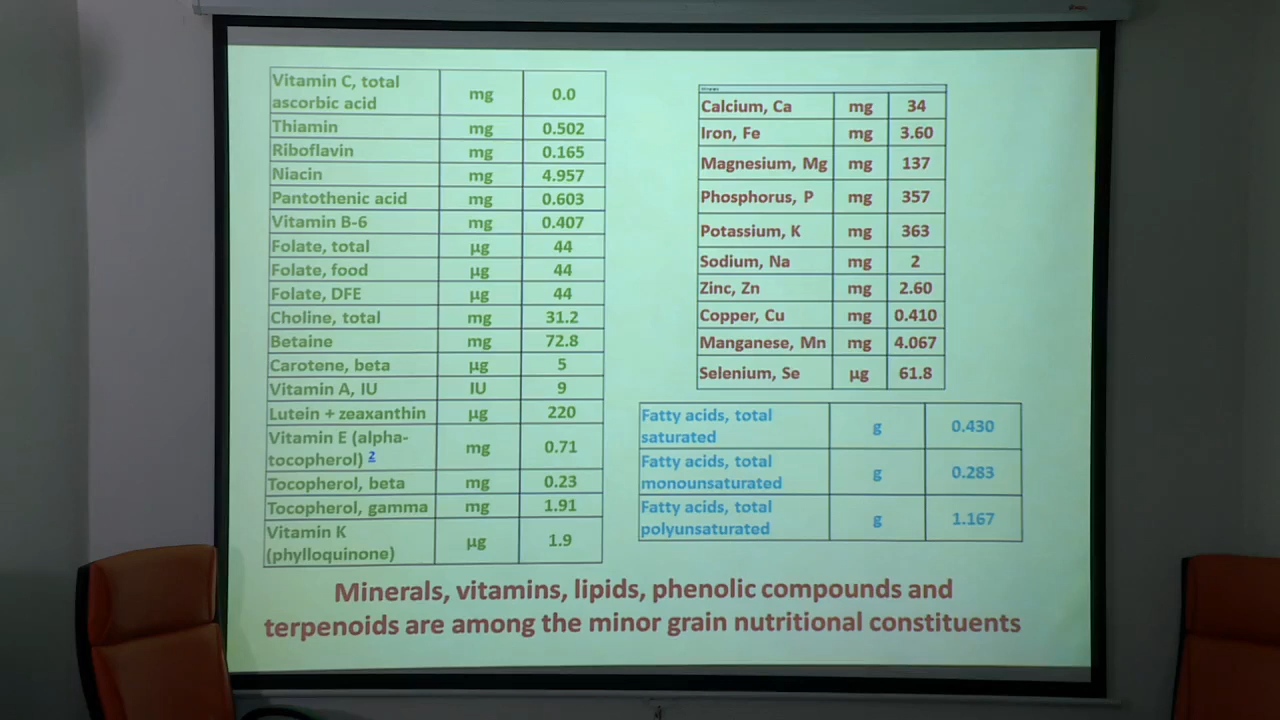 Vitamin C, total
ascorbic acid mg 0.0
Thiamin mg 0.502
Riboflavin mg 0.165
Niacin mg 4.957
Pantothenic acid mg 0.603
Vitamin B-6 mg 0.407
Folate, total µg 44
Folate, food µg 44
Folate, DFE µg 44
Choline, total mg 31.2
Betaine mg 72.8
Carotene, beta µg 5
Vitamin A, IU IU 9
Lutein + zeaxanthin µg 220
Vitamin E (alpha-
tocopherol) 2 mg 0.71
Tocopherol, beta mg 0.23
Tocopherol, gamma mg 1.91
Vitamin K
(phylloquinone) µg 1.9
Calcium, Ca mg 34
Iron, Fe mg 3.60
Magnesium, Mg mg 137
Phosphorus, P mg 357
Potassium, K mg 363
Sodium, Na mg 2
Zinc, Zn mg 2.60
Copper, Cu mg 0.410
Manganese, Mn mg 4.067
Selenium, Se µg 61.8
Fatty acids, total
saturated g 0.430
Fatty acids, total
monounsaturated g 0.283
Fatty acids, total
polyunsaturated g 1.167
Minerals, vitamins, lipids, phenolic compounds and
terpenoids are among the minor grain nutritional constituents